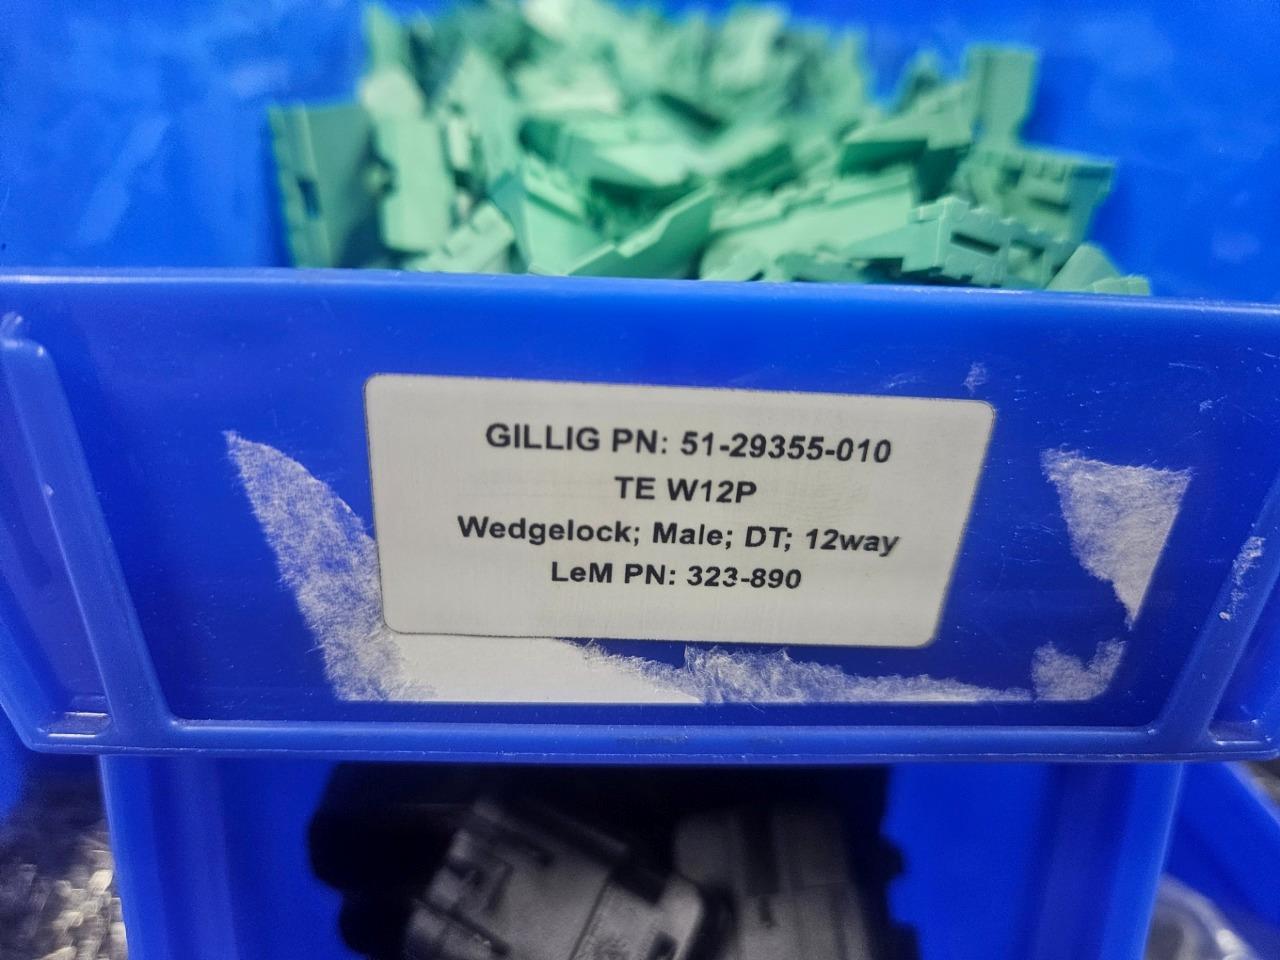 GILLIG PN: 51-29355-010
TE W12P
Wedgelock; Male; DT; 12way
LeM PN: 323-890